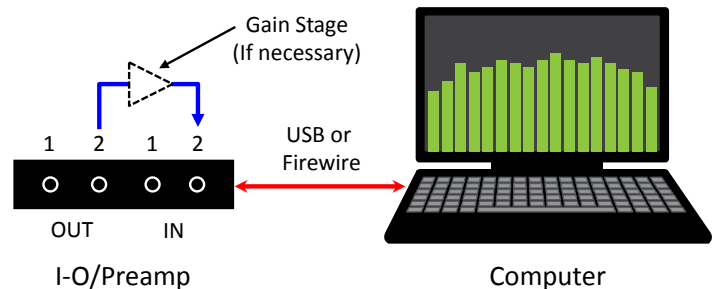 Gain Stage
(If necessary)
1 2 1 2
USB or
Firewire
OUT IN
I-O/Preamp
Computer